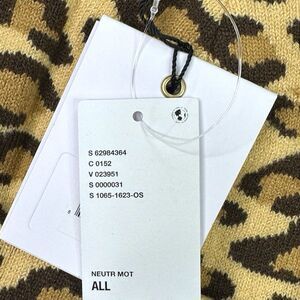 S 62984364
C 0152
V 023951
S 0000031
S 1065-1623-OS
NEUTR MOT
ALL